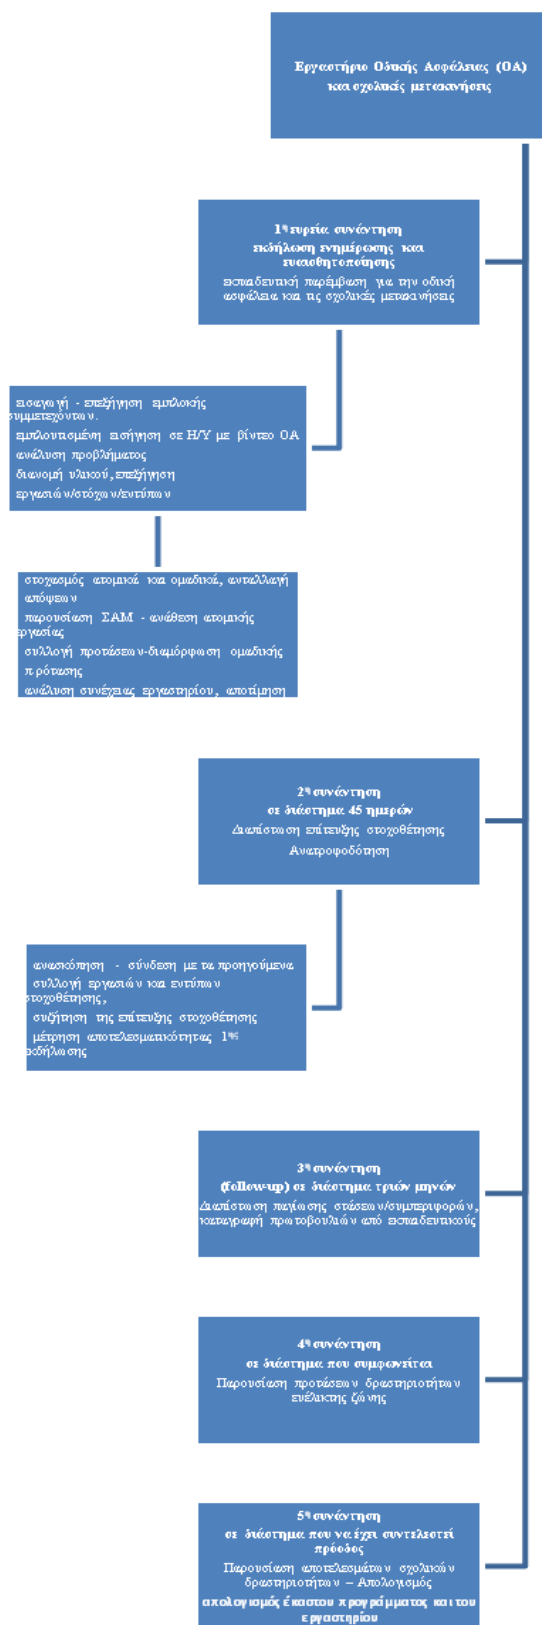 Εργαστήριο Οδικής Ασφάλειας (ΟΑ)
και σχολικές μετακινήσεις
1η ευρεία συνάντηση
εκδήλωση ενημέρωσης και
ευαισθητοποίησης
εκπαιδευτική παρέμβαση για την οδική
ασφάλεια και τις σχολικές μετακινήσεις
εισαγωγή - επεξήγηση εμπλοκής
συμμετεχόντων.
εμπλουτισμένη εισήγηση σε Η/Υ με βίντεο ΟΑ
ανάλυση προβλήματος
διανομή υλικού, επεξήγηση
εργασιών/στόχων/εντύπων
στοχασμός ατομικά και ομαδικά, ανταλλαγή
απόψεων
παρουσίαση ΣΑΜ - ανάθεση ατομικής
εργασίας
συλλογή προτάσεων-διαμόρφωση ομαδικής
πρότασης
ανάλυση συνέχειας εργαστηρίου, αποτίμηση
2η συνάντηση
σε διάστημα 45 ημερών
Διαπίστωση επίτευξης στοχοθέτησης
Ανατροφοδότηση
ανασκόπηση - σύνδεση με τα προηγούμενα
συλλογή εργασιών και εντύπων
στοχοθέτησης,
συζήτηση της επίτευξης στοχοθέτησης
μέτρηση αποτελεσματικότητας 1ης
εκδήλωσης
3η συνάντηση
(follow-up) σε διάστημα τριών μηνών
Διαπίστωση παγίωσης στάσεων/συμπεριφορών,
καταγραφή πρωτοβουλιών από εκπαιδευτικούς
4η συνάντηση
σε διάστημα που συμφωνείται
Παρουσίαση προτάσεων δραστηριοτήτων
ευέλικτης ζώνης
5η συνάντηση
σε διάστημα που να έχει συντελεστεί
πρόοδος
Παρουσίαση αποτελεσμάτων σχολικών
δραστηριοτήτων – Απολογισμός
απολογισμός έκαστου προγράμματος και του
εργαστηρίου